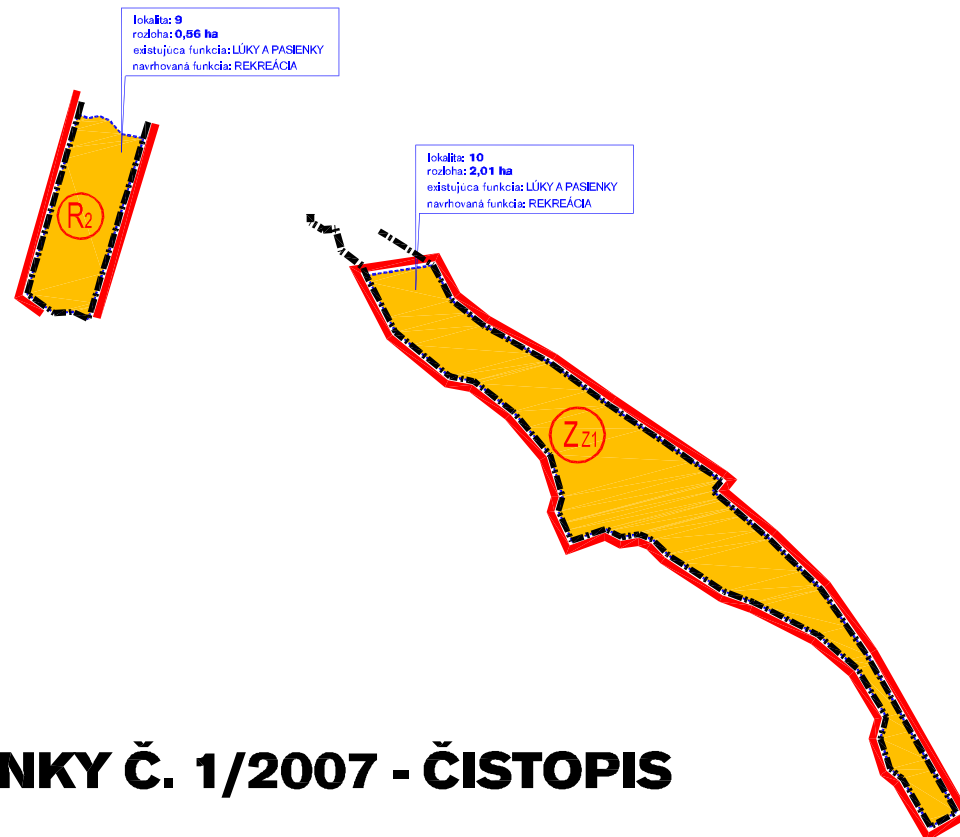 lokalita: 9
rozloha: 0,56 ha
existujúca funkcia: LÚKY A PASIENKY
navrhovaná funkcia: REKREÁCIA
lokalita: 10
rozloha: 2,01 ha
existujúca funkcia: LÚKY A PASIENKY
navrhovaná funkcia: REKREÁCIA
R2
Z Z1
NKY Č. 1/2007 - ČISTOPIS